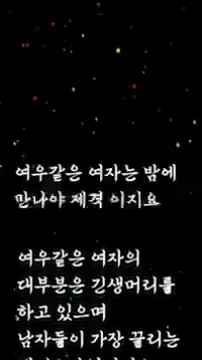 여우같은 여자는 밤에
만나야 제격 이지요
여우같은 여자의
대부분은 긴생머리를
하고 있으며
남자들이 가장 끌리는